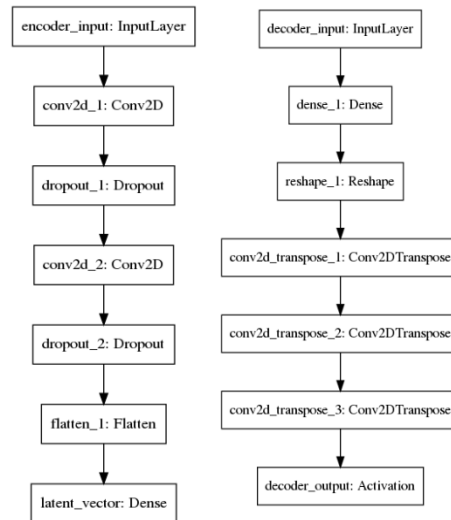 encoder_input: InputLayer
conv2d_1: Conv2D
dropout_1: Dropout
conv2d_2: Conv2D
dropout_2: Dropout
flatten_1: Flatten
latent_vector: Dense
decoder_input: InputLayer
dense_1: Dense
reshape_1: Reshape
conv2d_transpose_1: Conv2DTranspose
conv2d_transpose_2: Conv2DTranspose
conv2d_transpose_3: Conv2DTranspose
decoder_output: Activation